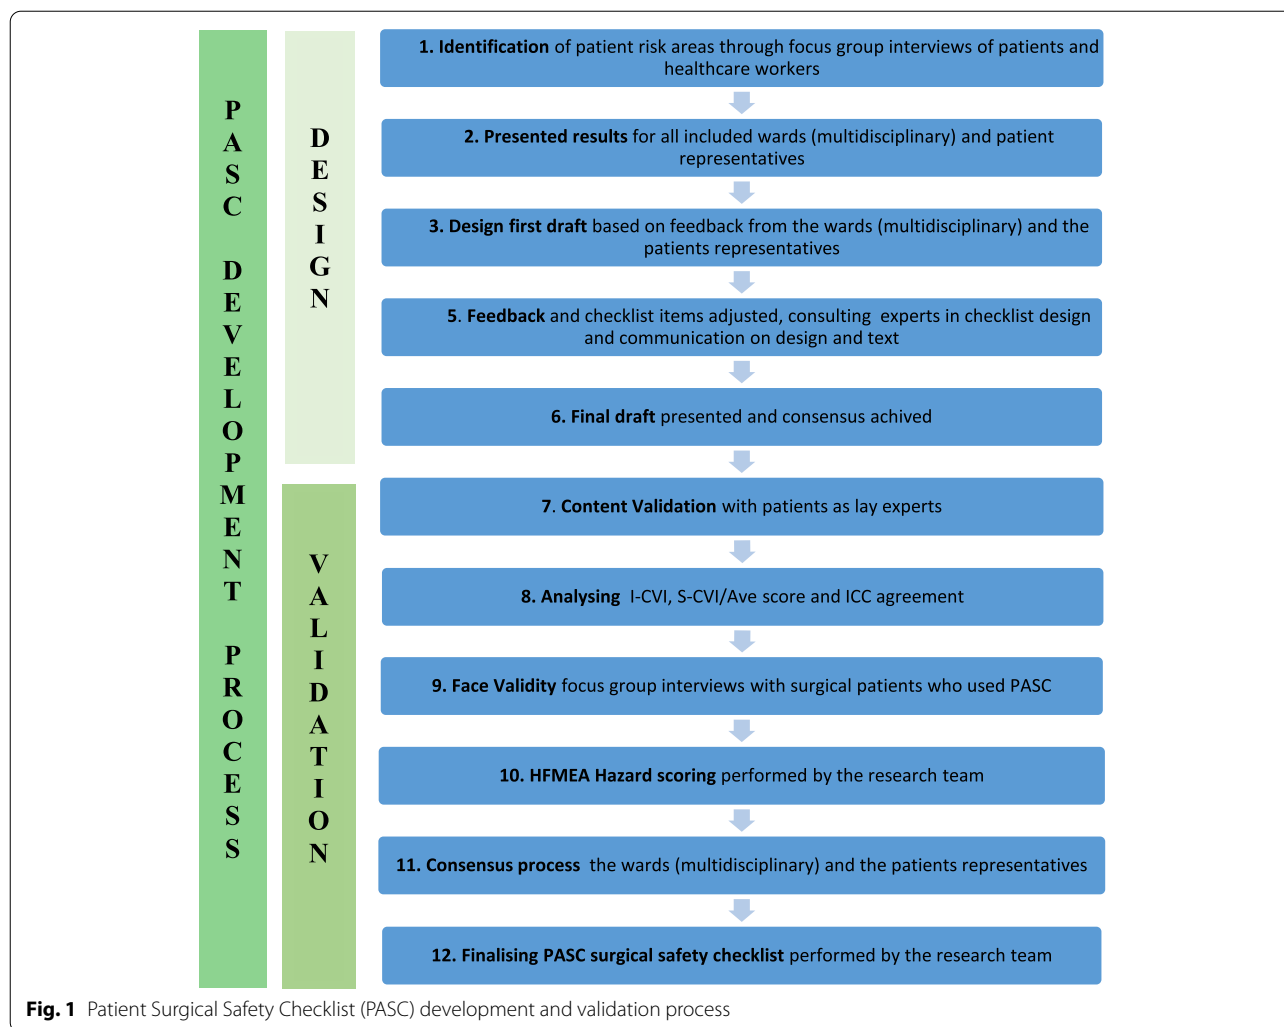 PASC DEVELOPMENT PROCESS
DESIGN
1. Identification of patient risk areas through focus group interviews of patients and
healthcare workers
2. Presented results for all included wards (multidisciplinary) and patient
representatives
3. Design first draft based on feedback from the wards (multidisciplinary) and the
patients representatives
5. Feedback and checklist items adjusted, consulting experts in checklist design
and communication on design and text
6. Final draft presented and consensus achived
VALIDATION
7. Content Validation with patients as lay experts
8. Analysing I-CVI, S-CVI/Ave score and ICC agreement
9. Face Validity focus group interviews with surgical patients who used PASC
10. HFMEA Hazard scoring performed by the research team
11. Consensus process the wards (multidisciplinary) and the patients representatives
12. Finalising PASC surgical safety checklist performed by the research team
Fig. 1 Patient Surgical Safety Checklist (PASC) development and validation process